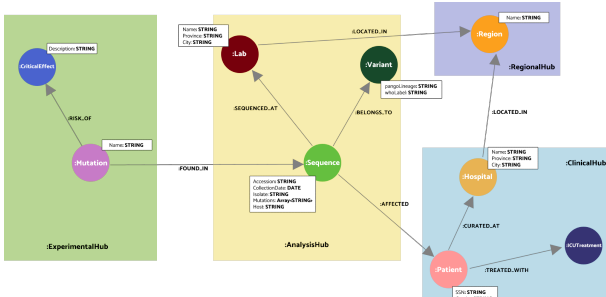 Description: STRING
:CriticalEffect
:RISK_OF
Name: STRING
:Mutation
:ExperimentalHub
:FOUND_IN
Name: STRING
Province: STRING
City: STRING
:Lab
:LOCATED_IN
:Variant
pangoLineage: STRING
whoLabel: STRING
:SEQUENCED_AT
:BELONGS_TO
:Sequence
Accession: STRING
CollectionDate: DATE
Isolate: STRING
Mutations: Array<STRING>
Host: STRING
:AnalysisHub
:AFFECTED
Name: STRING
:Region
:RegionalHub
:LOCATED_IN
Name: STRING
Province: STRING
City: STRING
:ClinicalHub
:Hospital
:CURATED_AT
:ICUTreatment
:Patient
:TREATED_WITH
SSN: STRING